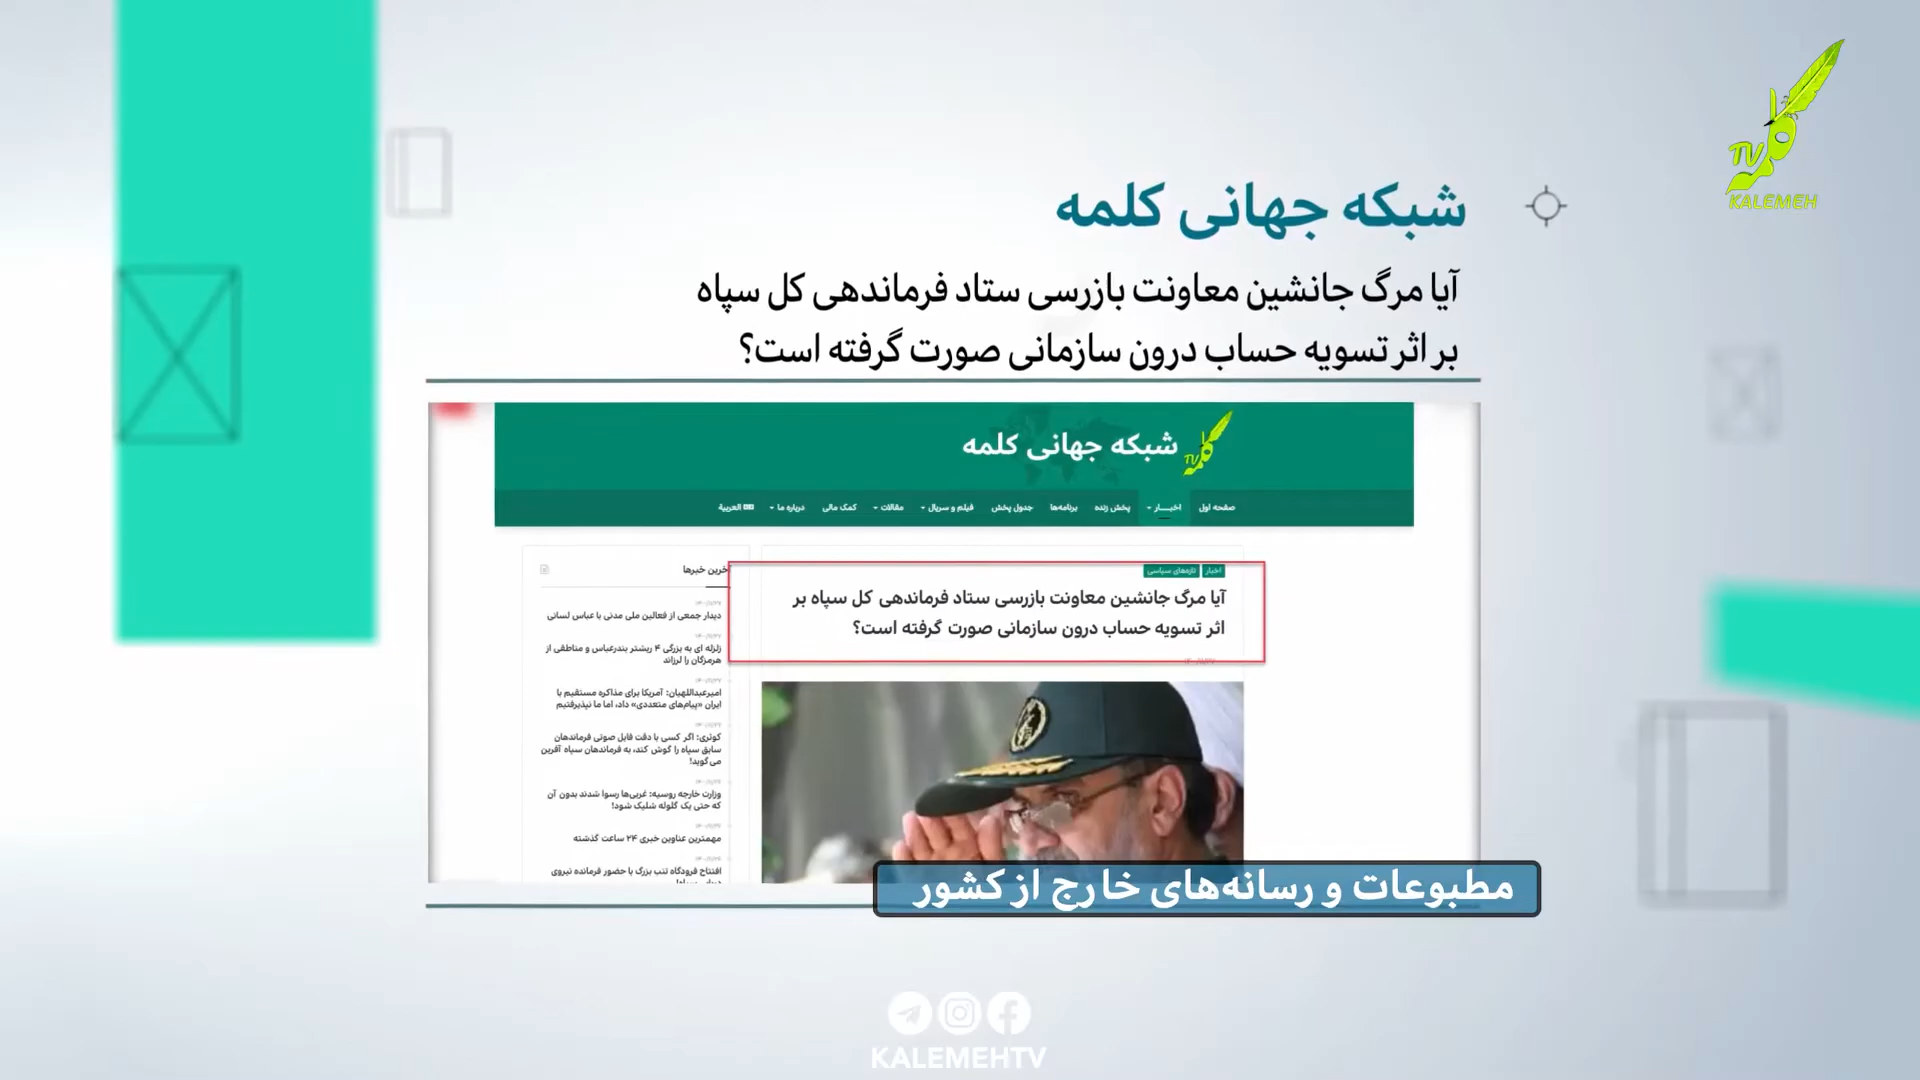 TV
KALEMEH
شبکه جهانی کلمه
آیا مرگ جانشین معاونت بازرسی ستاد فرماندهی کل سپاه
بر اثر تسویه حساب درون سازمانی صورت گرفته است؟
شبکه جهانی کلمه
TV
صفحه اول
اخبـــار
پخش زنده
برنامه‌ها
جدول پخش
فیلم و سریال
مقالات
کمک مالی
درباره ما
العربیة
اخبار
تازه‌های سیاسی
آیا مرگ جانشین معاونت بازرسی ستاد فرماندهی کل سپاه بر
اثر تسویه حساب درون سازمانی صورت گرفته است؟
خرین خبرها
دیدار جمعی از فعالین ملی مدنی با عباس لسانی
زلزله ای به بزرگی ۴ ریشتر بندرعباس و مناطقی از
هرمزگان را لرزاند
امیرعبداللهیان: آمریکا برای مذاکره مستقیم با
ایران «پیام‌های متعددی» داد، اما ما نپذیرفتیم
کوثری: اگر کسی با دقت فایل صوتی فرماندهان
سابق سپاه را گوش کند، به فرماندهان سپاه آفرین
می‌گوید!
وزارت خارجه روسیه: غربی‌ها رسوا شدند بدون آن
که حتی یک گلوله شلیک شود!
مهمترین عناوین خبری ۲۴ ساعت گذشته
افتتاح فرودگاه تنب بزرگ با حضور فرمانده نیروی
مطبوعات و رسانه‌های خارج از کشور
KALEMEHTV